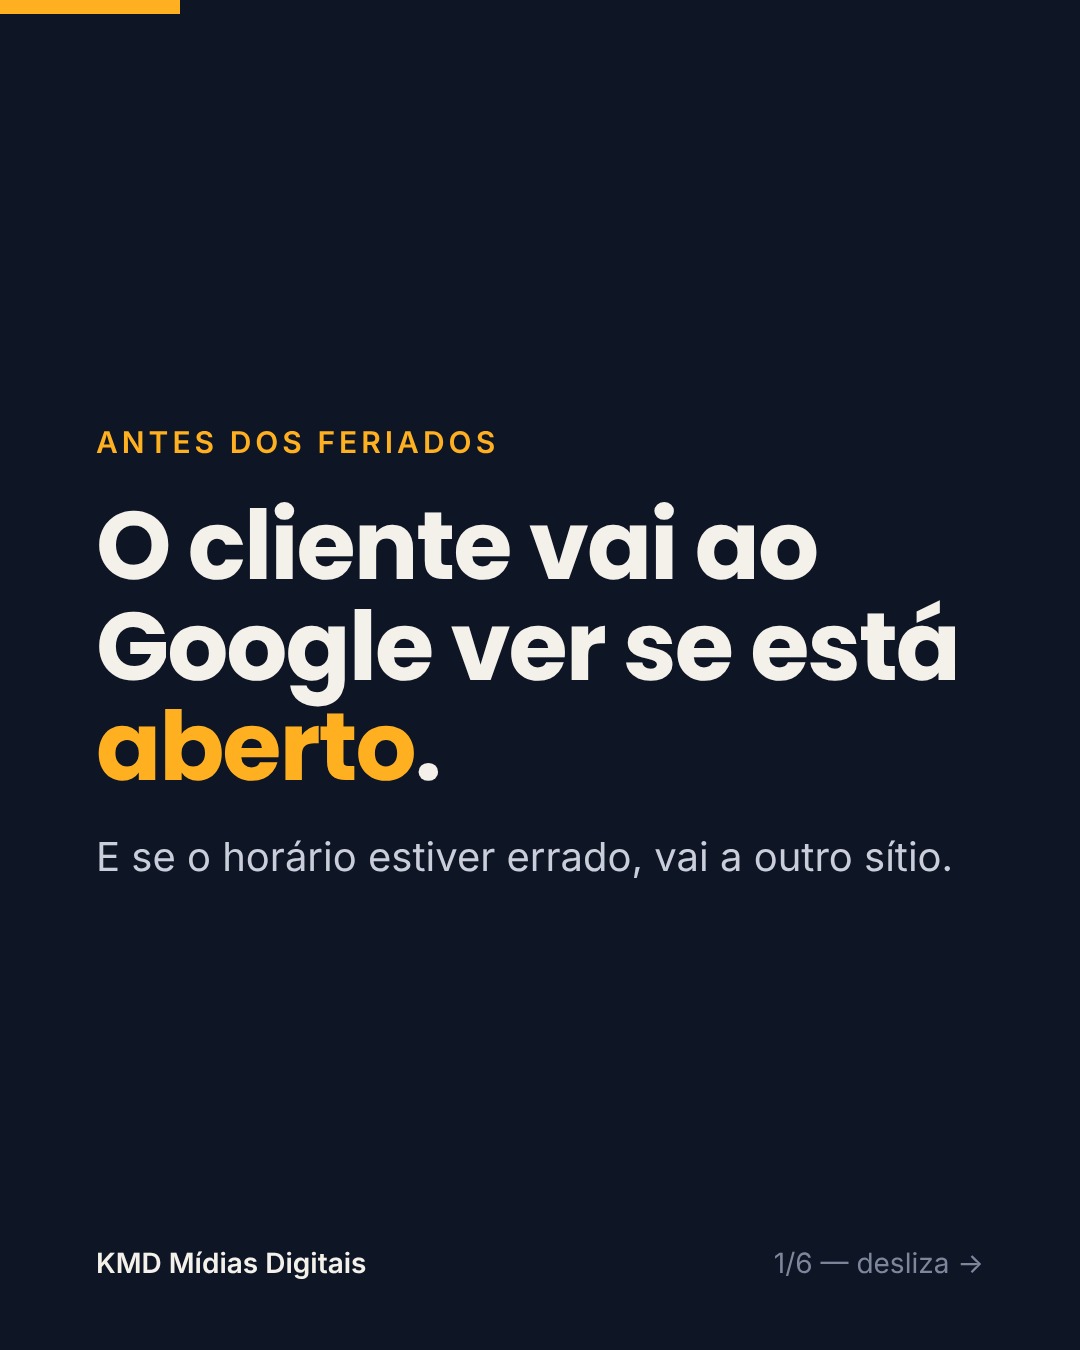 ANTES DOS FERIADOS
O cliente vai ao
Google ver se está
aberto.
E se o horário estiver errado, vai a outro sítio.
KMD Mídias Digitais
1/6 — desliza →